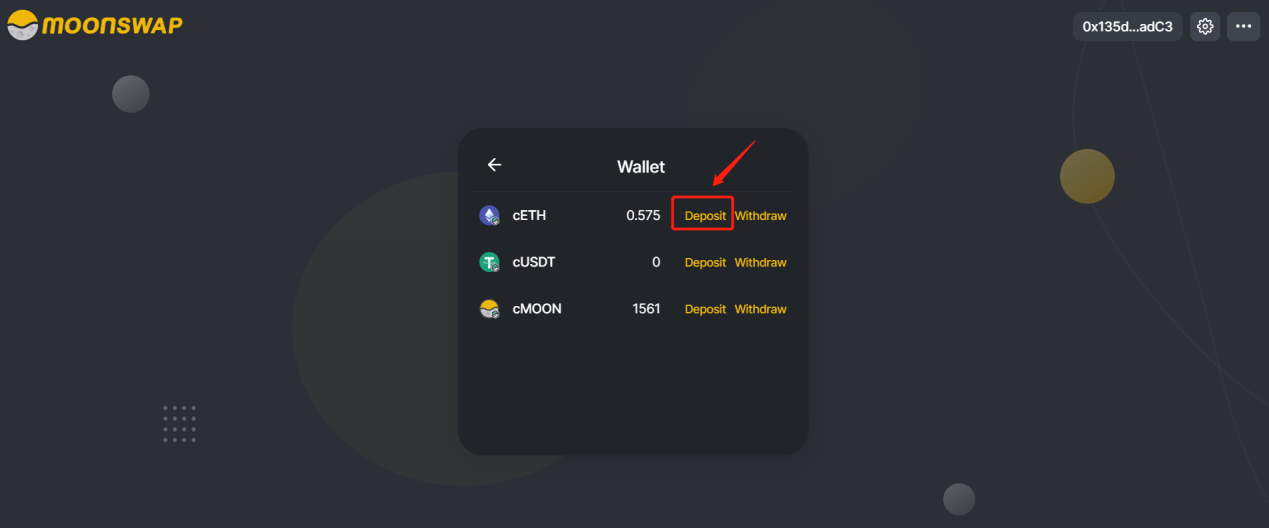 MOONSWAP
0x135d...adC3
Wallet
cETH 0.575 Deposit Withdraw
cUSDT 0 Deposit Withdraw
cMOON 1561 Deposit Withdraw